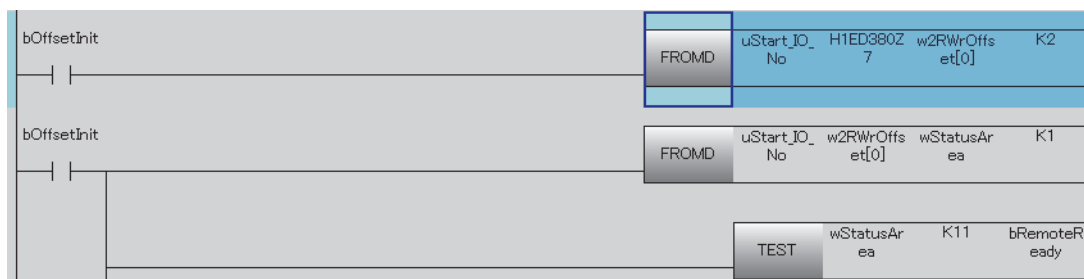 bOffsetInit
FROMD
uStart_IO_
No
H1ED380Z
7
w2RWrOffs
et[0]
K2
bOffsetInit
FROMD
uStart_IO_
No
w2RWrOffs
et[0]
wStatusAr
ea
K1
TEST
wStatusAr
ea
K11
bRemoteR
eady